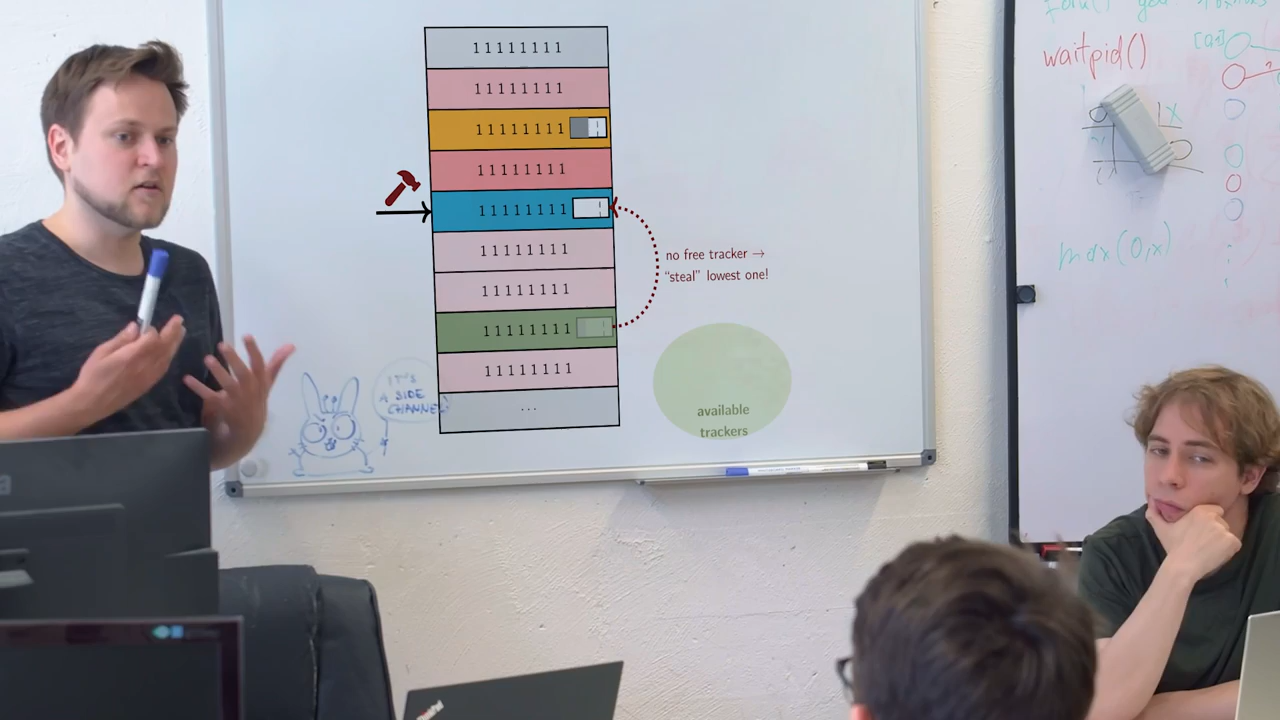 11111111
11111111
11111111
11111111
11111111
11111111
11111111
11111111
11111111
...
no free tracker →
“steal” lowest one!
available
trackers
IT'S
A SIDE
CHANNEL
waitpid()
max(0,x)